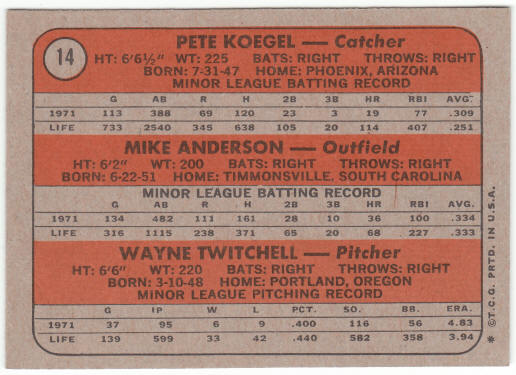 14
PETE KOEGEL — Catcher
HT: 6'6½" WT: 225 BATS: RIGHT THROWS: RIGHT
BORN: 7-31-47 HOME: PHOENIX, ARIZONA
MINOR LEAGUE BATTING RECORD
G AB R H 2B 3B HR RBI AVG.
1971 113 388 69 120 23 3 19 77 .309
LIFE 733 2540 345 638 105 20 114 407 .251
MIKE ANDERSON — Outfield
HT: 6'2" WT: 200 BATS: RIGHT THROWS: RIGHT
BORN: 6-22-51 HOME: TIMMONSVILLE, SOUTH CAROLINA
MINOR LEAGUE BATTING RECORD
G AB R H 2B 3B HR RBI AVG.
1971 134 482 111 161 28 10 36 100 .334
LIFE 316 1115 238 371 65 20 68 227 .333
WAYNE TWITCHELL — Pitcher
HT: 6'6" WT: 220 BATS: RIGHT THROWS: RIGHT
BORN: 3-10-48 HOME: PORTLAND, OREGON
MINOR LEAGUE PITCHING RECORD
G IP W L PCT. SO. BB. ERA.
1971 37 95 6 9 .400 116 56 4.83
LIFE 139 599 33 42 .440 582 358 3.94
* ©T.C.G. PRTD. IN U.S.A.